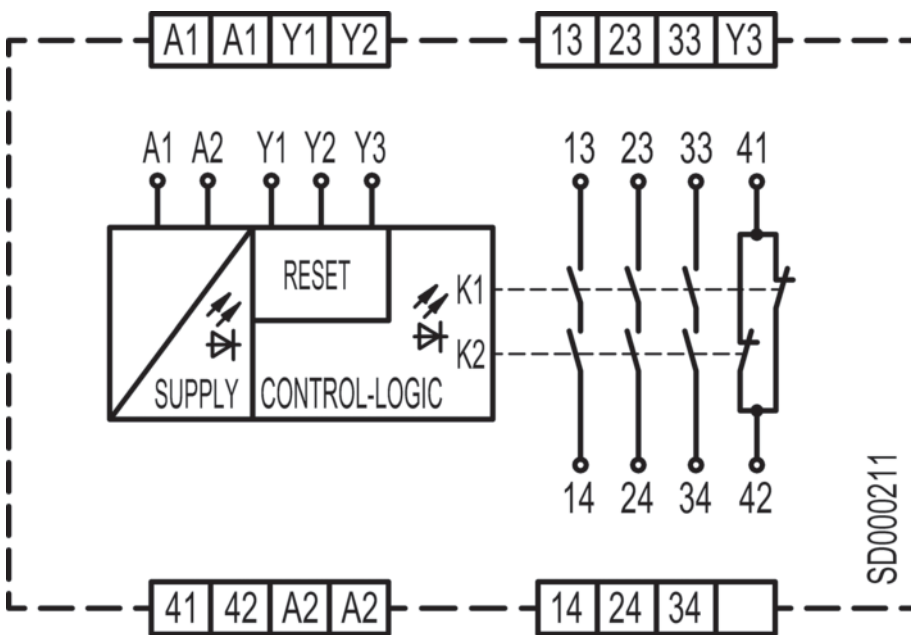 A1 A1 Y1 Y2 13 23 33 Y3
A1 A2 Y1 Y2 Y3 13 23 33 41
RESET
K1
K2
SUPPLY CONTROL-LOGIC
14 24 34 42
SD000211
41 42 A2 A2 14 24 34